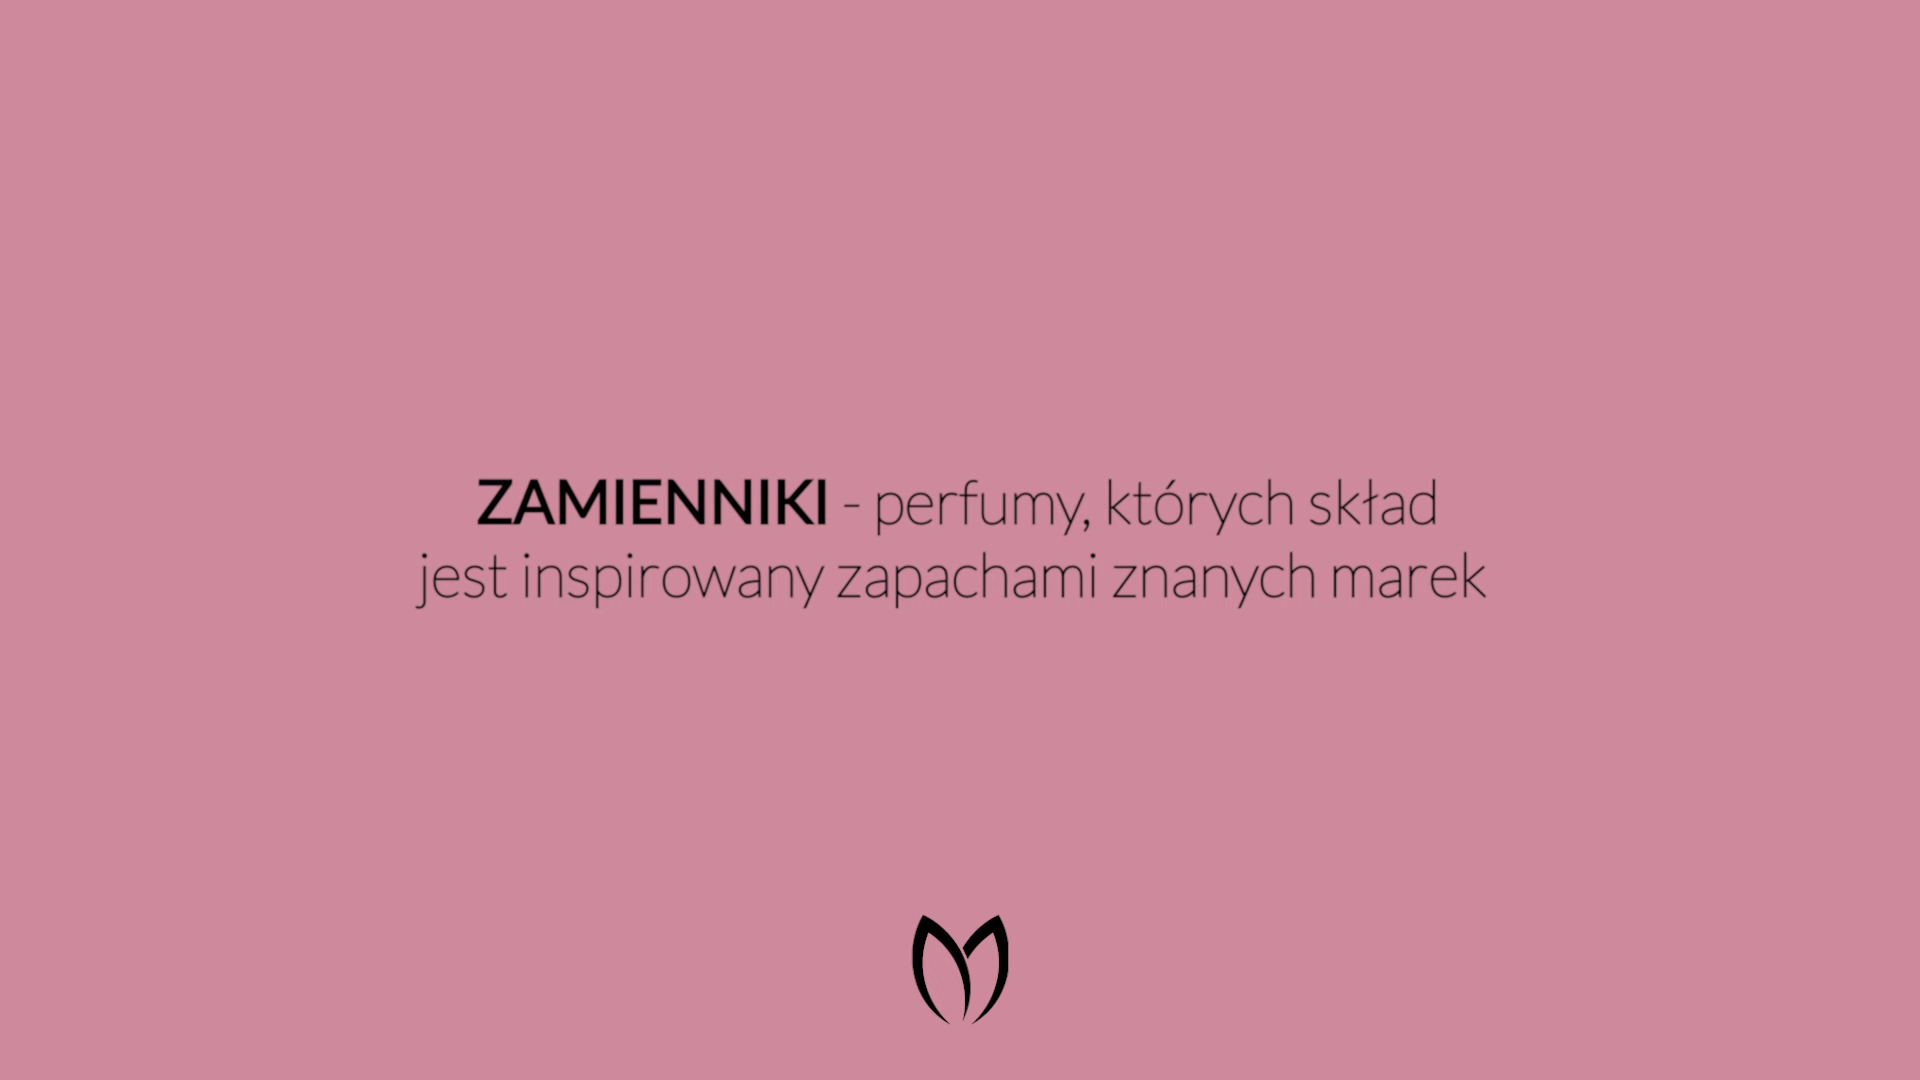 ZAMIENNIKI - perfumy, których skład
jest inspirowany zapachami znanych marek